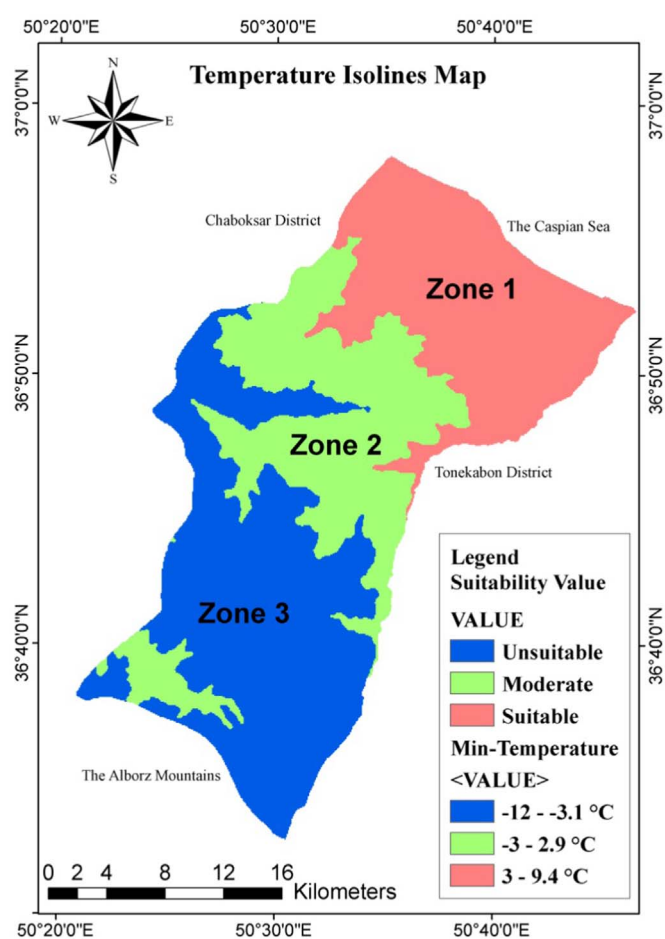 50°20'0"E 50°30'0"E 50°40'0"E
Temperature Isolines Map
N
W E
S
37°0'0"N 37°0'0"N
Chaboksar District
The Caspian Sea
Zone 1
36°50'0"N 36°50'0"N
Zone 2
Tonekabon District
Zone 3
36°40'0"N 36°40'0"N
The Alborz Mountains
Legend
Suitability Value
VALUE
Unsuitable
Moderate
Suitable
Min-Temperature
<VALUE>
-12 - -3.1 °C
-3 - 2.9 °C
3 - 9.4 °C
0 2 4 8 12 16
Kilometers
50°20'0"E 50°30'0"E 50°40'0"E